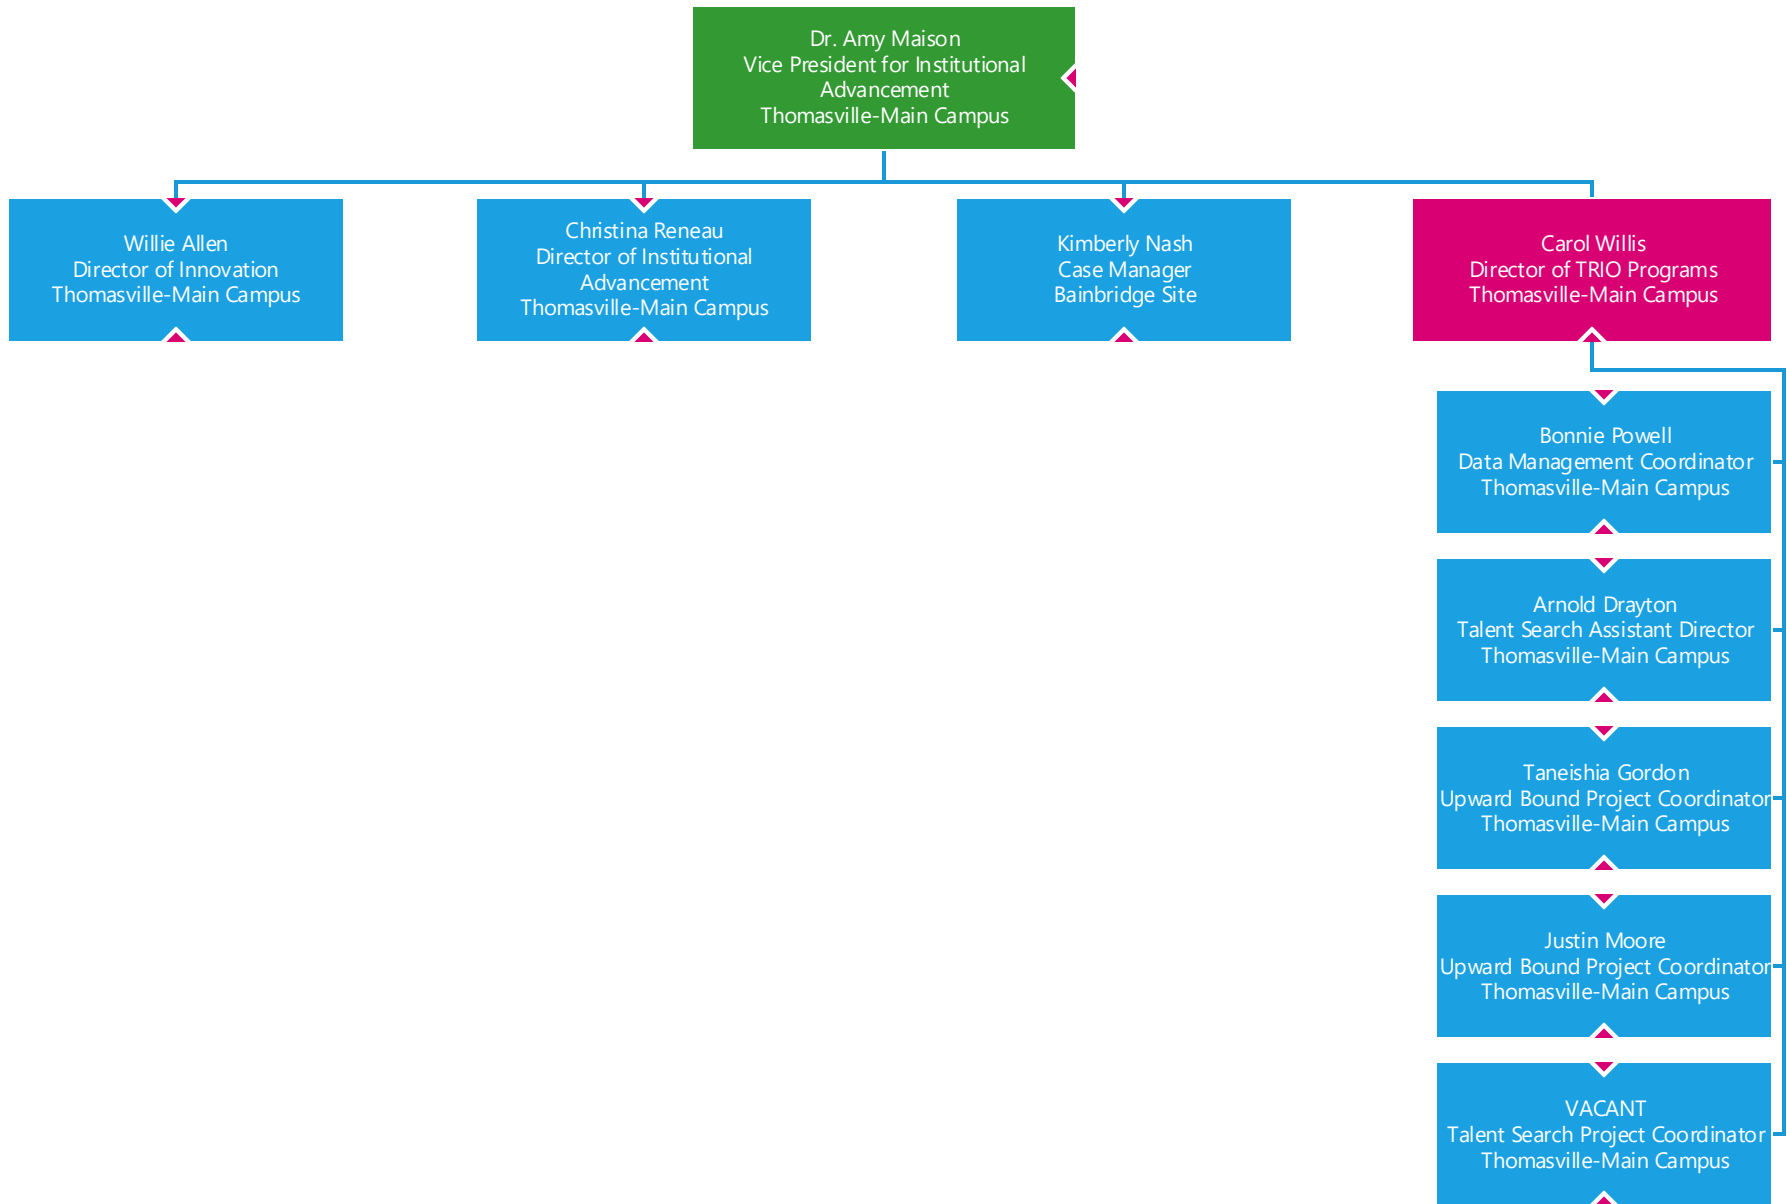 Dr. Amy Maison
Vice President for Institutional
Advancement
Thomasville-Main Campus
Willie Allen
Director of Innovation
Thomasville-Main Campus
Christina Reneau
Director of Institutional
Advancement
Thomasville-Main Campus
Kimberly Nash
Case Manager
Bainbridge Site
Carol Willis
Director of TRIO Programs
Thomasville-Main Campus
Bonnie Powell
Data Management Coordinator
Thomasville-Main Campus
Arnold Drayton
Talent Search Assistant Director
Thomasville-Main Campus
Taneishia Gordon
Upward Bound Project Coordinator
Thomasville-Main Campus
Justin Moore
Upward Bound Project Coordinator
Thomasville-Main Campus
VACANT
Talent Search Project Coordinator
Thomasville-Main Campus